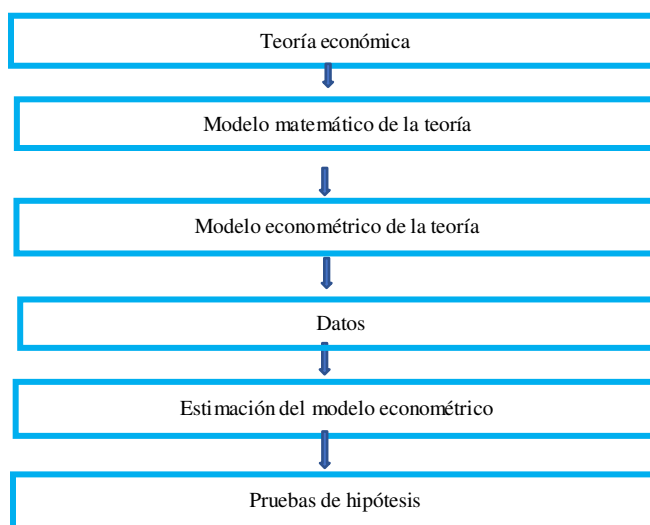 Teoría económica
Modelo matemático de la teoría
Modelo econométrico de la teoría
Datos
Estimación del modelo econométrico
Pruebas de hipótesis